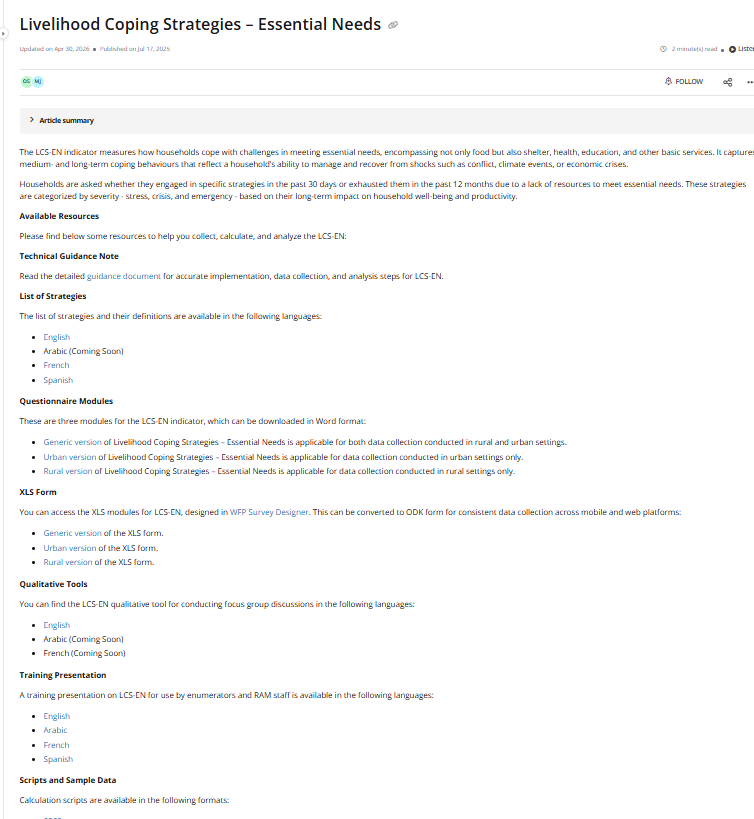 Livelihood Coping Strategies – Essential Needs
Updated on Apr 30, 2026 • Published on Jul 17, 2025
2 minute(s) read • Listen
OS MJ
FOLLOW
Article summary
The LCS-EN indicator measures how households cope with challenges in meeting essential needs, encompassing not only food but also shelter, health, education, and other basic services. It captures
medium- and long-term coping behaviours that reflect a household's ability to manage and recover from shocks such as conflict, climate events, or economic crises.
Households are asked whether they engaged in specific strategies in the past 30 days or exhausted them in the past 12 months due to a lack of resources to meet essential needs. These strategies
are categorized by severity - stress, crisis, and emergency - based on their long-term impact on household well-being and productivity.
Available Resources
Please find below some resources to help you collect, calculate, and analyze the LCS-EN:
Technical Guidance Note
Read the detailed guidance document for accurate implementation, data collection, and analysis steps for LCS-EN.
List of Strategies
The list of strategies and their definitions are available in the following languages:
• English
• Arabic (Coming Soon)
• French
• Spanish
Questionnaire Modules
These are three modules for the LCS-EN indicator, which can be downloaded in Word format:
• Generic version of Livelihood Coping Strategies – Essential Needs is applicable for both data collection conducted in rural and urban settings.
• Urban version of Livelihood Coping Strategies – Essential Needs is applicable for data collection conducted in urban settings only.
• Rural version of Livelihood Coping Strategies – Essential Needs is applicable for data collection conducted in rural settings only.
XLS Form
You can access the XLS modules for LCS-EN, designed in WFP Survey Designer. This can be converted to ODK form for consistent data collection across mobile and web platforms:
• Generic version of the XLS form.
• Urban version of the XLS form.
• Rural version of the XLS form.
Qualitative Tools
You can find the LCS-EN qualitative tool for conducting focus group discussions in the following languages:
• English
• Arabic (Coming Soon)
• French (Coming Soon)
Training Presentation
A training presentation on LCS-EN for use by enumerators and RAM staff is available in the following languages:
• English
• Arabic
• French
• Spanish
Scripts and Sample Data
Calculation scripts are available in the following formats: